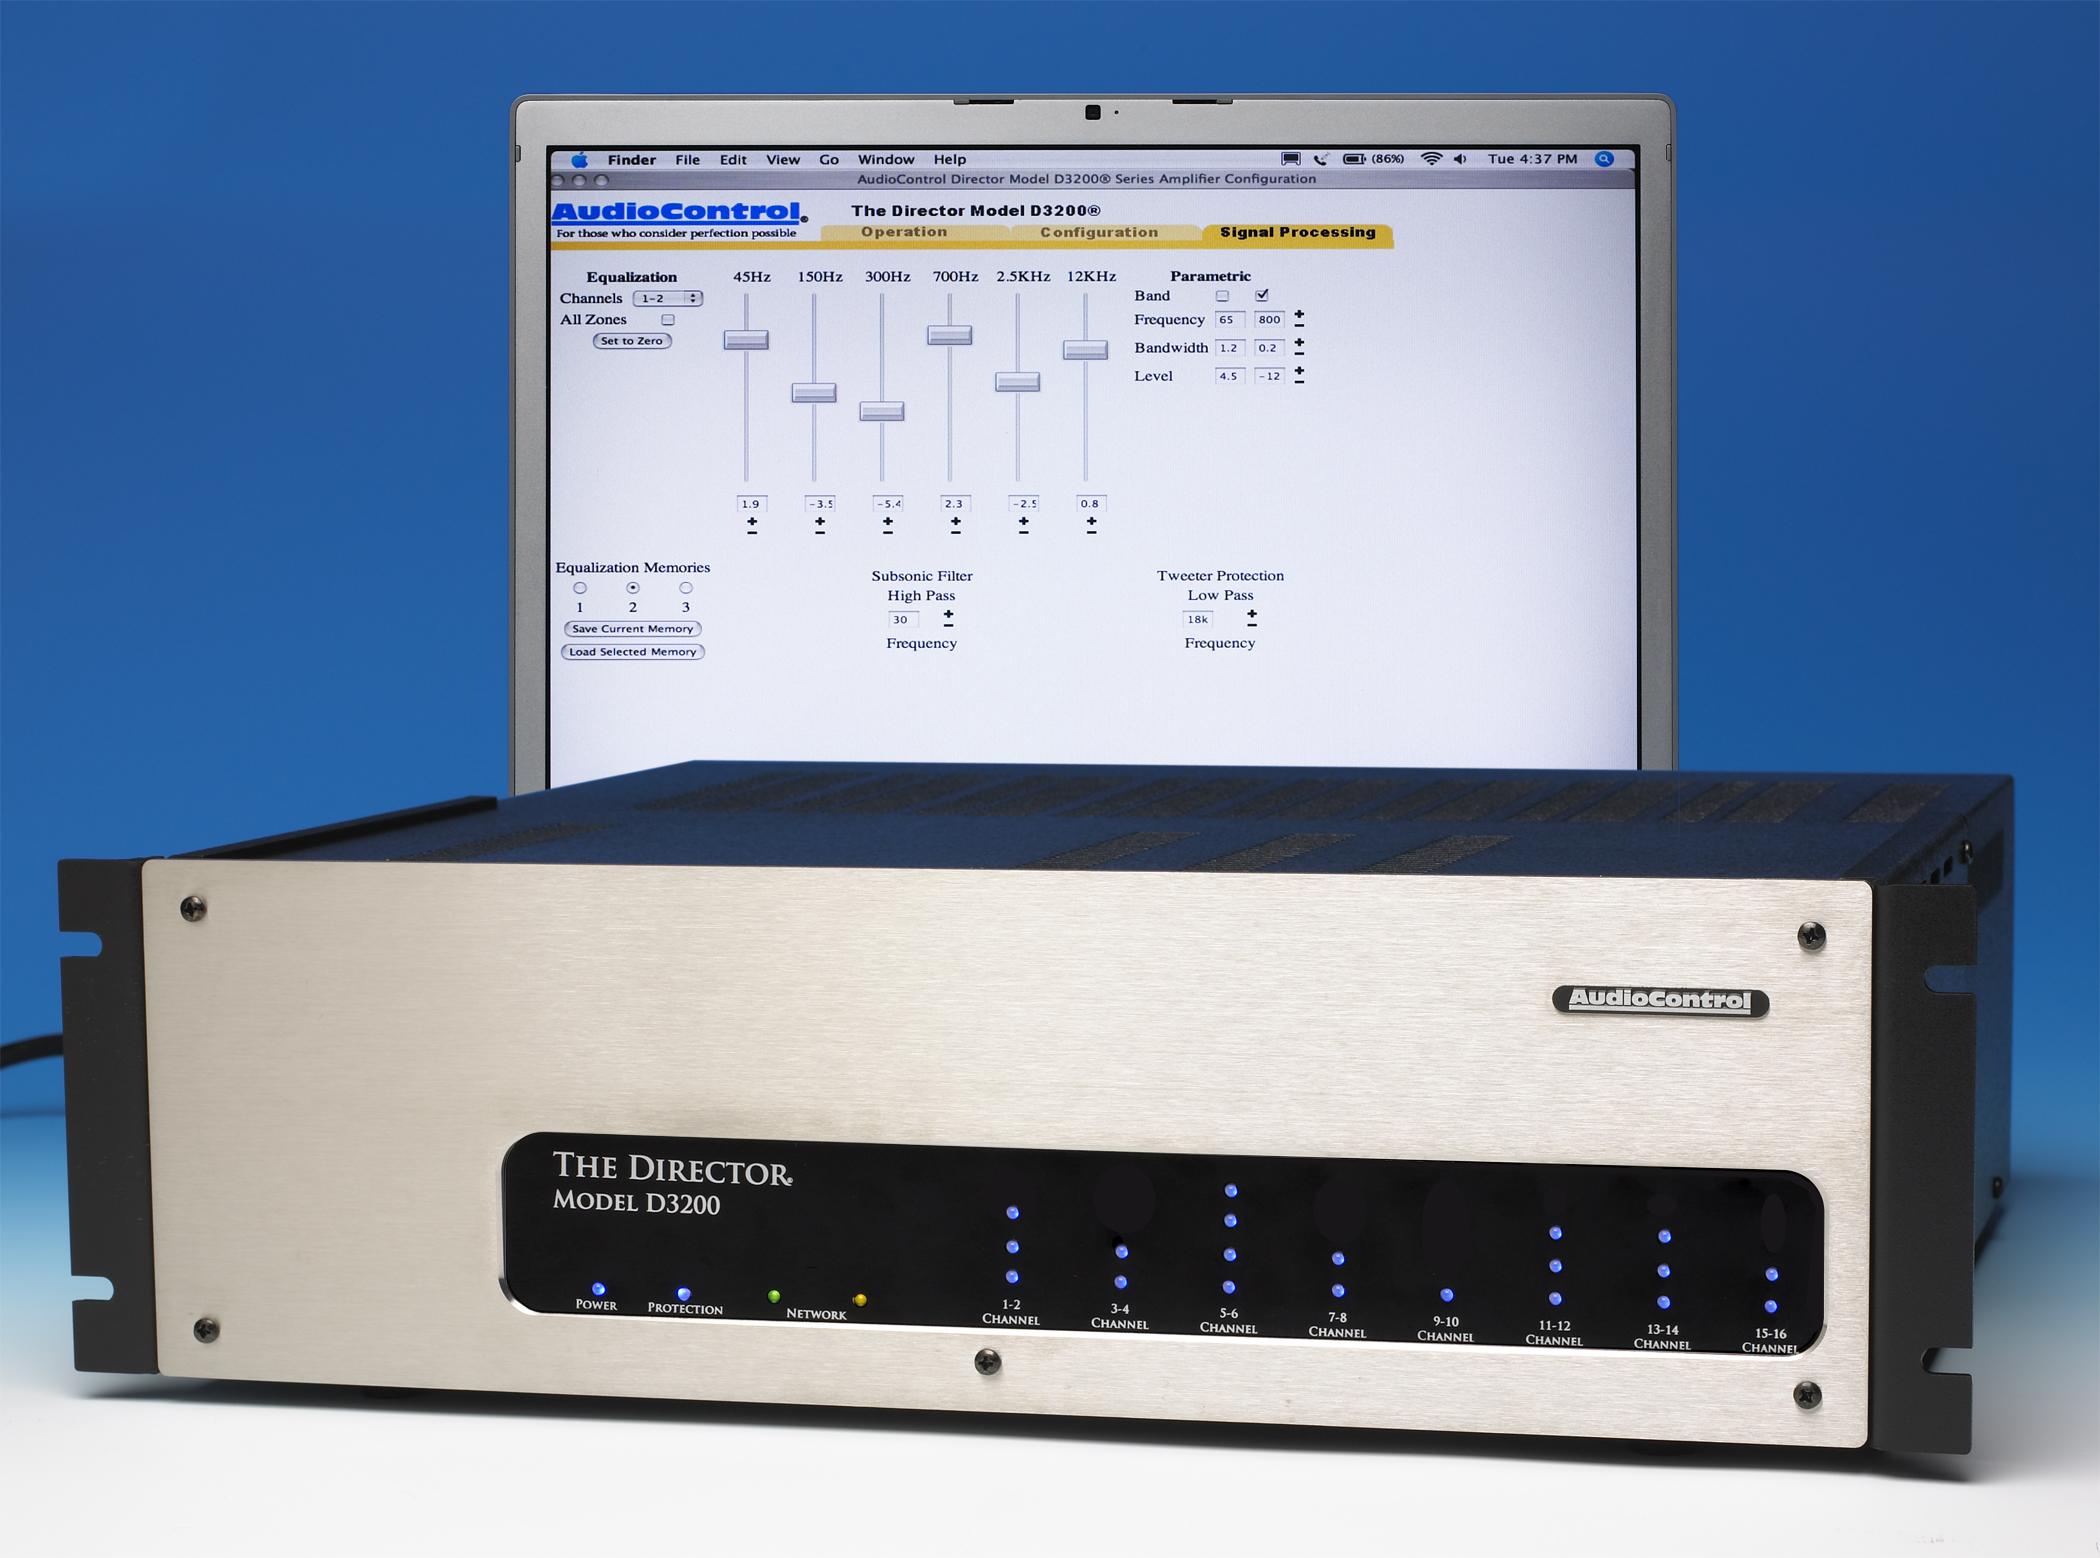 Finder File Edit View Go Window Help (86%) Tue 4:37 PM
AudioControl Director Model D3200® Series Amplifier Configuration
AudioControl®
For those who consider perfection possible
The Director Model D3200®
Operation Configuration Signal Processing
Equalization
Channels 1-2
All Zones
Set to Zero
45Hz 150Hz 300Hz 700Hz 2.5KHz 12KHz
1.9 -3.5 -5.4 2.3 -2.5 0.8
+ + + + + +
− − − − − −
Parametric
Band
Frequency 65 800 + −
Bandwidth 1.2 0.2 + −
Level 4.5 -12 + −
Equalization Memories
1 2 3
Save Current Memory
Load Selected Memory
Subsonic Filter
High Pass
30 + −
Frequency
Tweeter Protection
Low Pass
18k + −
Frequency
AudioControl
The Director®
Model D3200
Power Protection Network
1-2 3-4 5-6 7-8 9-10 11-12 13-14 15-16
Channel Channel Channel Channel Channel Channel Channel Channel